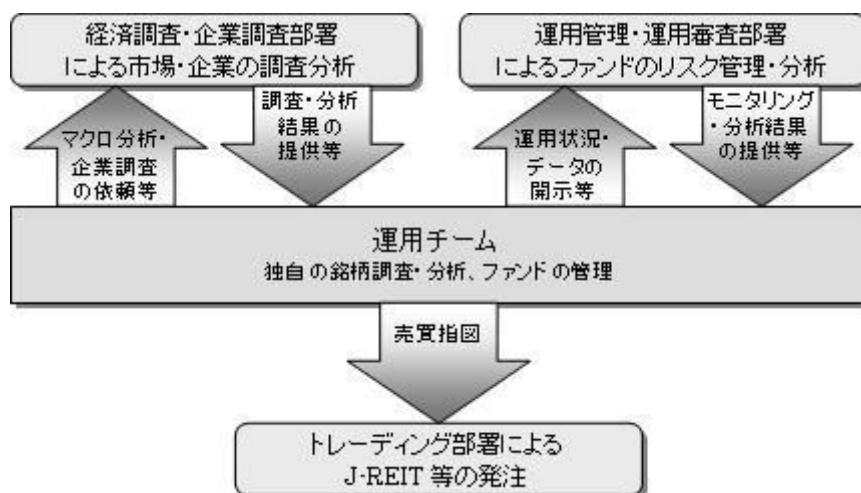 経済調査・企業調査部署
による市場・企業の調査分析
運用管理・運用審査部署
によるファンドのリスク管理・分析
マクロ分析・
企業調査
の依頼等
調査・分析
結果の
提供等
運用状況・
データの
開示等
モニタリング
・分析結果
の提供等
運用チーム
独自の銘柄調査・分析、ファンドの管理
売買指図
トレーディング部署による
J-REIT 等の発注